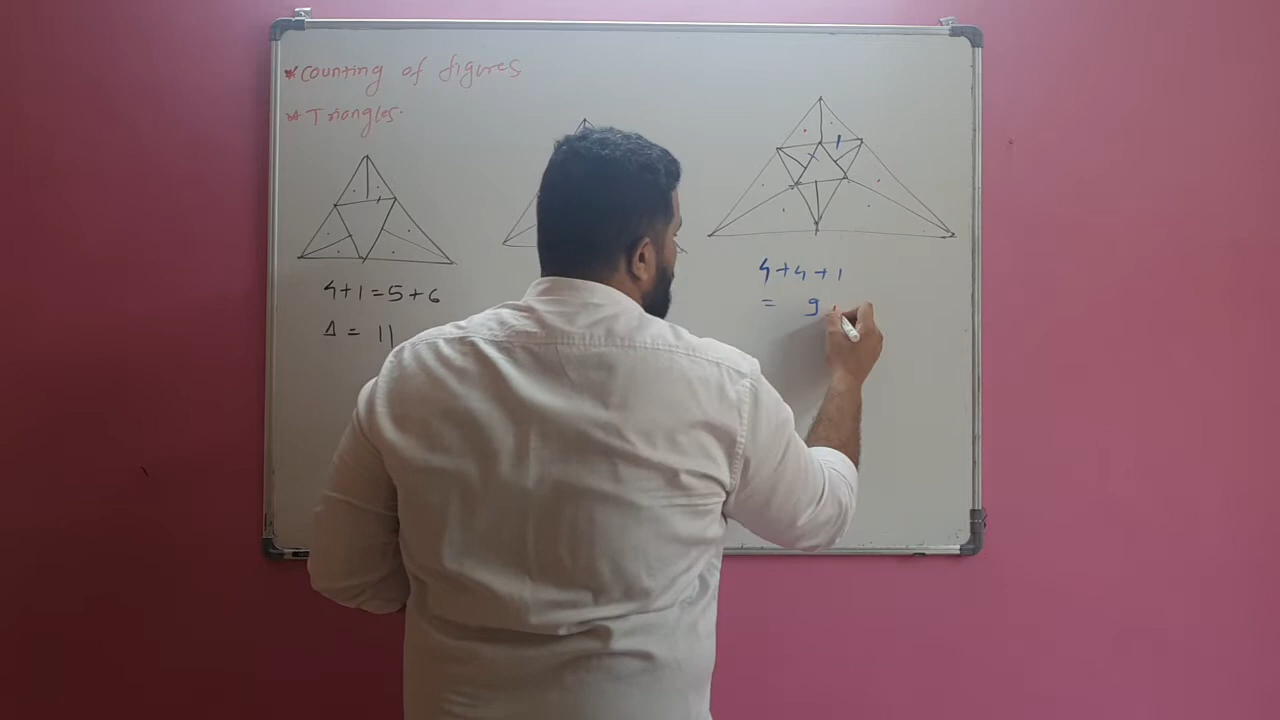 * Counting of figures
* Triangles.
4+1=5+6
Δ = 11
4+4+1
= 9